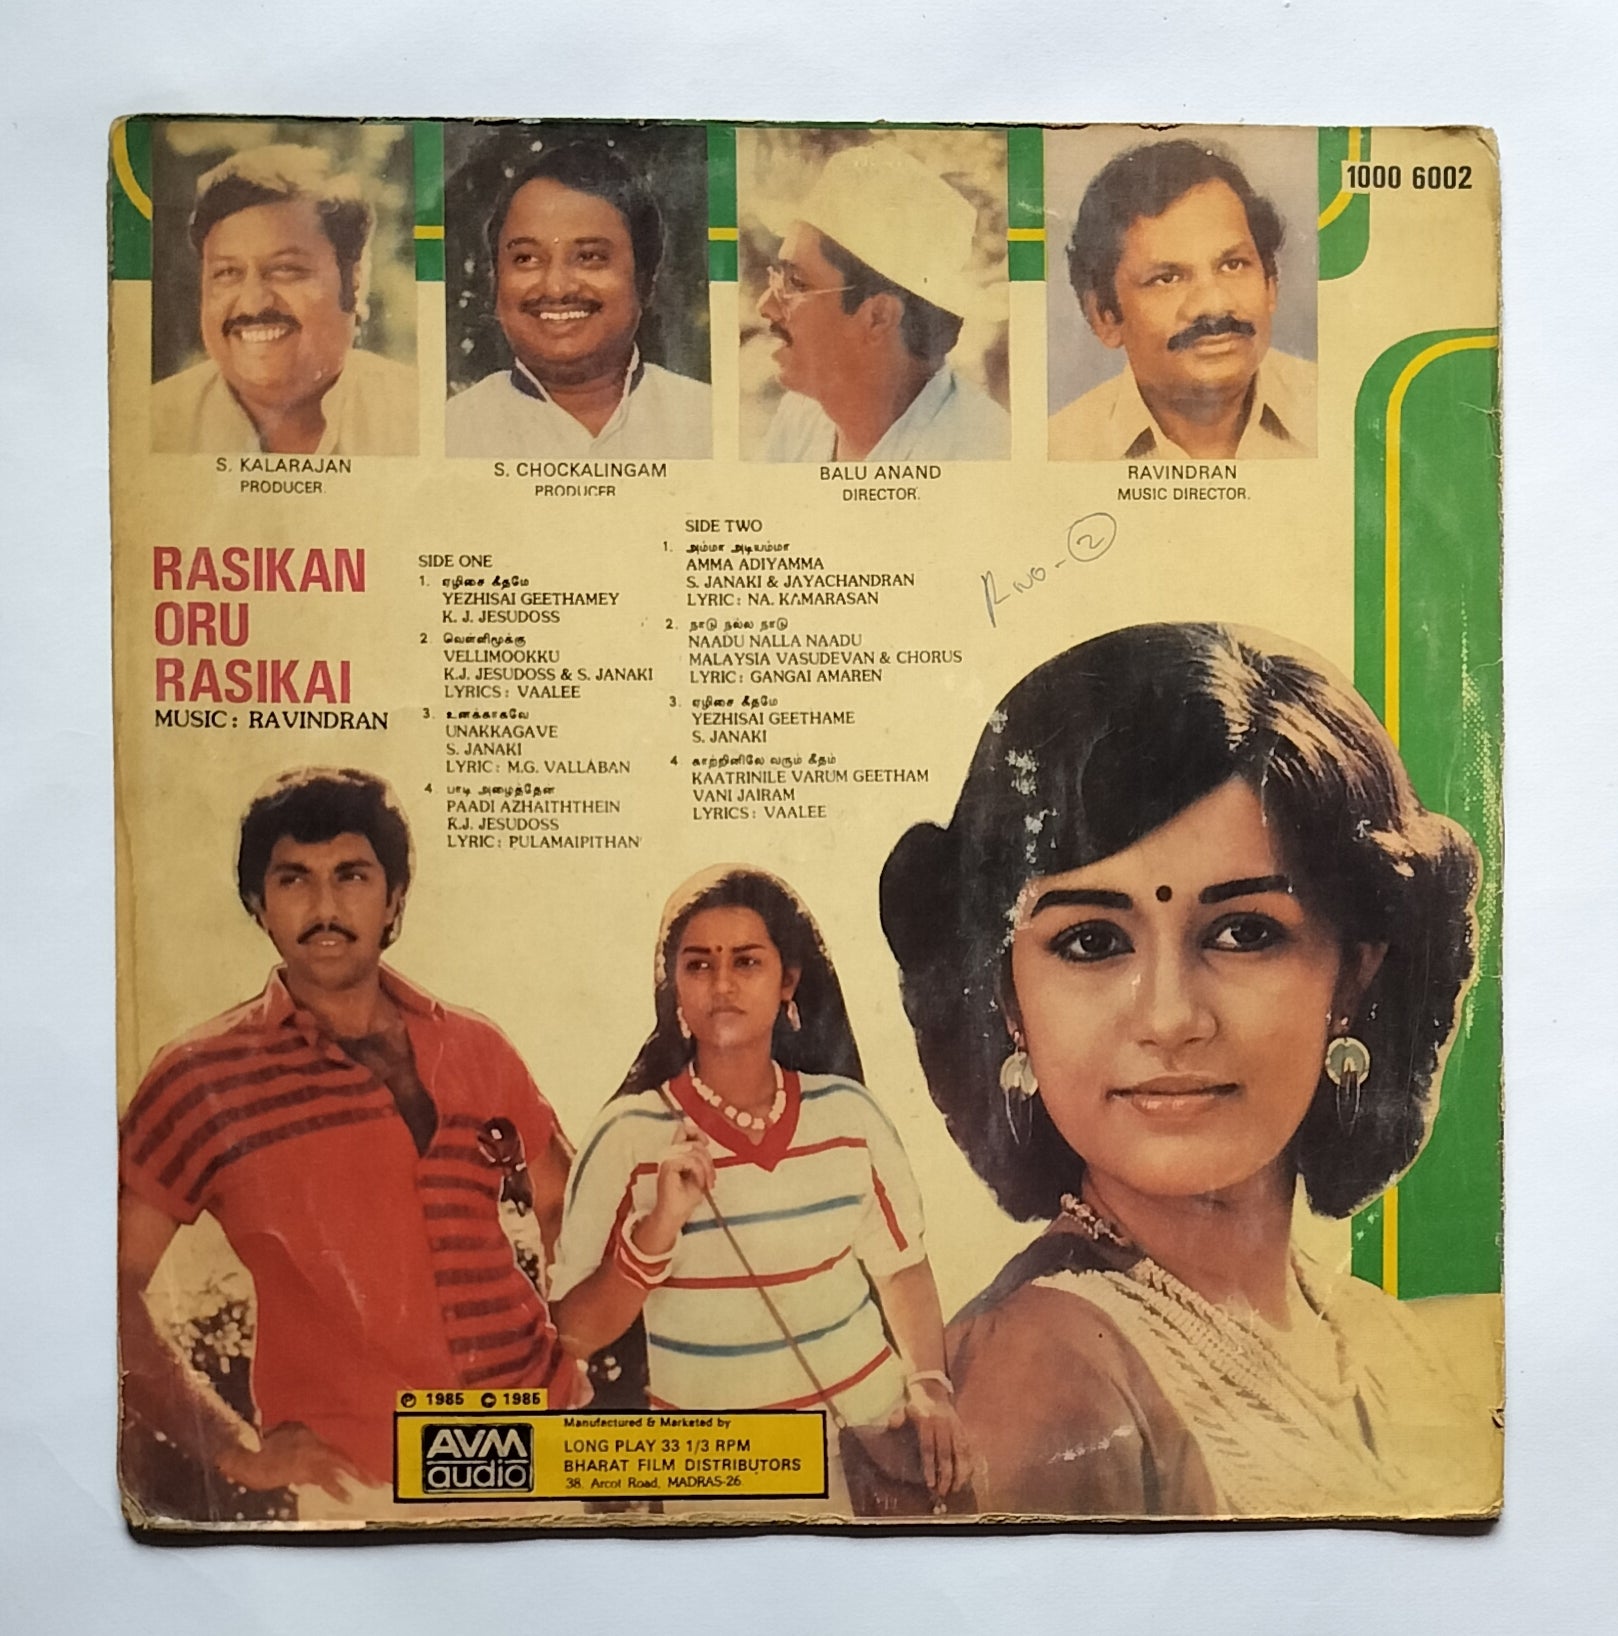 1000 6002
S. KALARAJAN
PRODUCER.
S. CHOCKALINGAM
PRODUCER
BALU ANAND
DIRECTOR.
RAVINDRAN
MUSIC DIRECTOR.
RASIKAN
ORU
RASIKAI
MUSIC : RAVINDRAN
SIDE ONE
1. ஏழிசை கீதமே
YEZHISAI GEETHAMEY
K. J. JESUDOSS
2. வெள்ளிமூக்கு
VELLIMOOKKU
K.J. JESUDOSS & S. JANAKI
LYRICS : VAALEE
3. உனக்காகவே
UNAKKAGAVE
S. JANAKI
LYRIC : M.G. VALLABAN
4. பாடி அழைத்தேன்
PAADI AZHAITHTHEIN
K.J. JESUDOSS
LYRIC : PULAMAIPITHAN
SIDE TWO
1. அம்மா அடியம்மா
AMMA ADIYAMMA
S. JANAKI & JAYACHANDRAN
LYRIC : NA. KAMARASAN
2. நாடு நல்ல நாடு
NAADU NALLA NAADU
MALAYSIA VASUDEVAN & CHORUS
LYRIC : GANGAI AMAREN
3. ஏழிசை கீதமே
YEZHISAI GEETHAME
S. JANAKI
4. காற்றினிலே வரும் கீதம்
KAATRINILE VARUM GEETHAM
VANI JAIRAM
LYRICS : VAALEE
R NO - 2
℗ 1985 © 1985
AVM
audio
Manufactured & Marketed by
LONG PLAY 33 1/3 RPM
BHARAT FILM DISTRIBUTORS
38, Arcot Road, MADRAS-26.